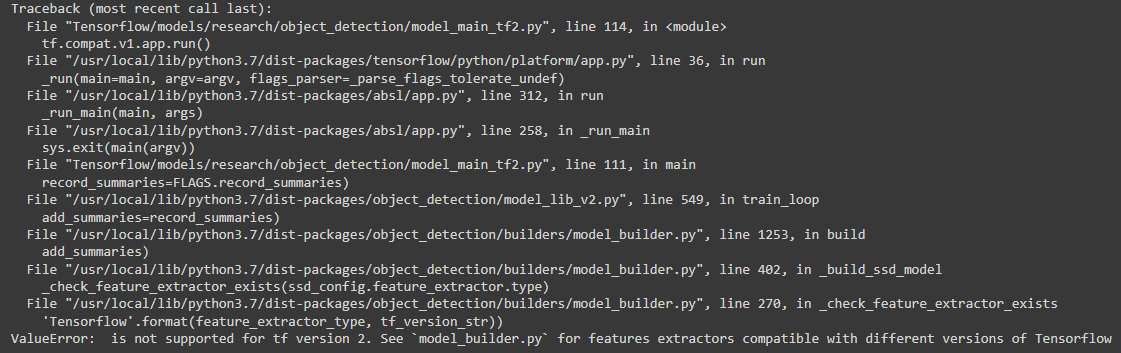 Traceback (most recent call last):
  File "Tensorflow/models/research/object_detection/model_main_tf2.py", line 114, in <module>
    tf.compat.v1.app.run()
  File "/usr/local/lib/python3.7/dist-packages/tensorflow/python/platform/app.py", line 36, in run
    _run(main=main, argv=argv, flags_parser=_parse_flags_tolerate_undef)
  File "/usr/local/lib/python3.7/dist-packages/absl/app.py", line 312, in run
    _run_main(main, args)
  File "/usr/local/lib/python3.7/dist-packages/absl/app.py", line 258, in _run_main
    sys.exit(main(argv))
  File "Tensorflow/models/research/object_detection/model_main_tf2.py", line 111, in main
    record_summaries=FLAGS.record_summaries)
  File "/usr/local/lib/python3.7/dist-packages/object_detection/model_lib_v2.py", line 549, in train_loop
    add_summaries=record_summaries)
  File "/usr/local/lib/python3.7/dist-packages/object_detection/builders/model_builder.py", line 1253, in build
    add_summaries)
  File "/usr/local/lib/python3.7/dist-packages/object_detection/builders/model_builder.py", line 402, in _build_ssd_model
    _check_feature_extractor_exists(ssd_config.feature_extractor.type)
  File "/usr/local/lib/python3.7/dist-packages/object_detection/builders/model_builder.py", line 270, in _check_feature_extractor_exists
    'Tensorflow'.format(feature_extractor_type, tf_version_str))
ValueError:  is not supported for tf version 2. See `model_builder.py` for features extractors compatible with different versions of Tensorflow